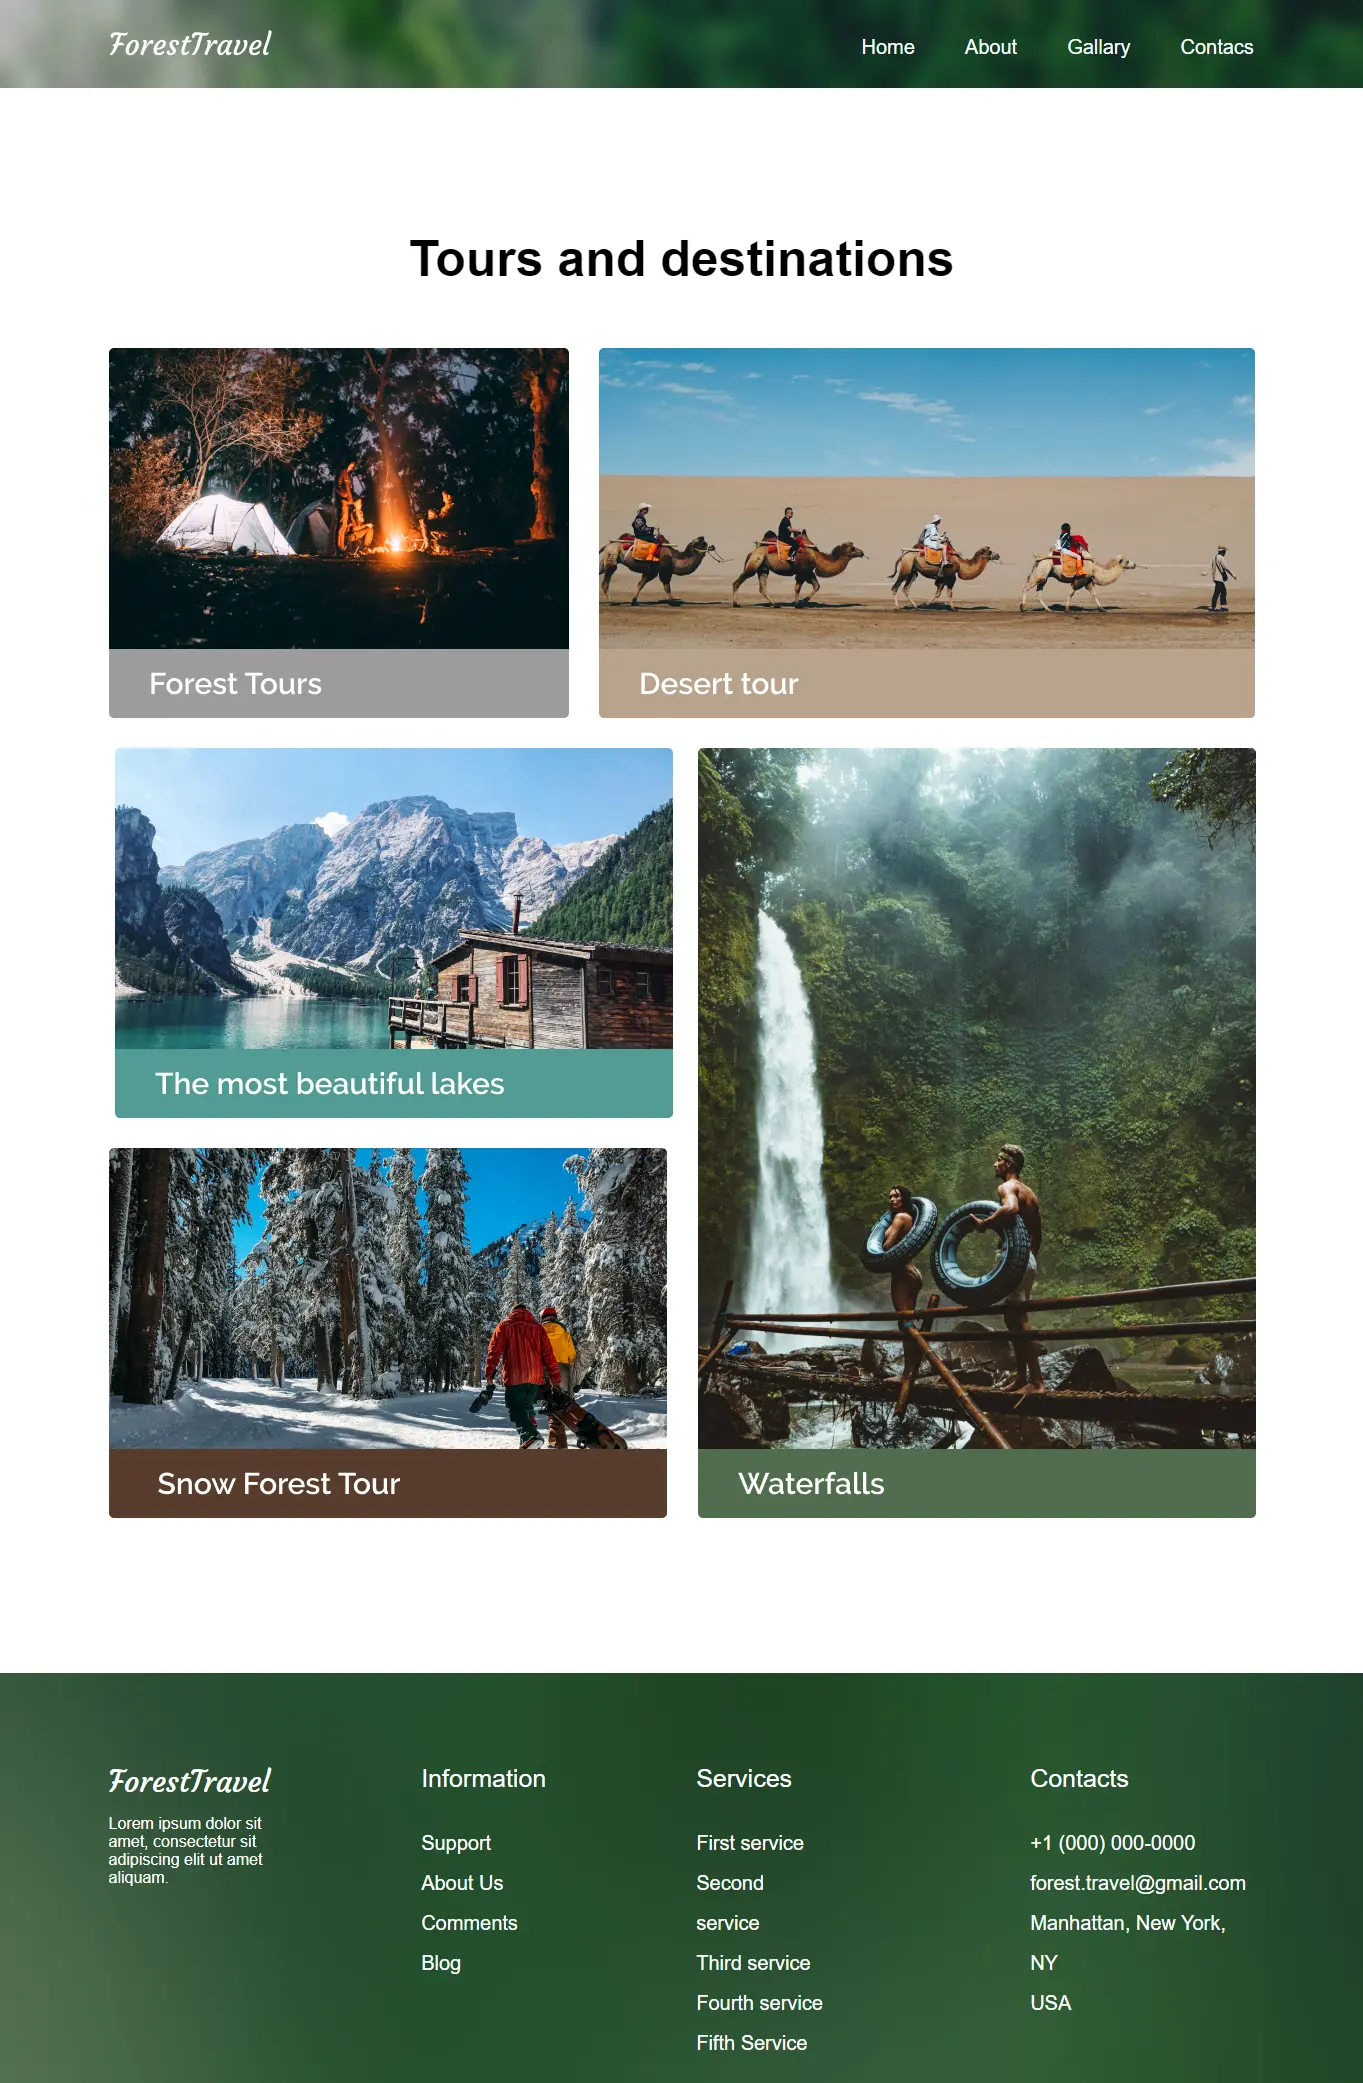 ForestTravel
Home
About
Gallary
Contacs
Tours and destinations
Forest Tours
Desert tour
The most beautiful lakes
Snow Forest Tour
Waterfalls
ForestTravel
Lorem ipsum dolor sit
amet, consectetur sit
adipiscing elit ut amet
aliquam.
Information
Support
About Us
Comments
Blog
Services
First service
Second
service
Third service
Fourth service
Fifth Service
Contacts
+1 (000) 000-0000
forest.travel@gmail.com
Manhattan, New York,
NY
USA